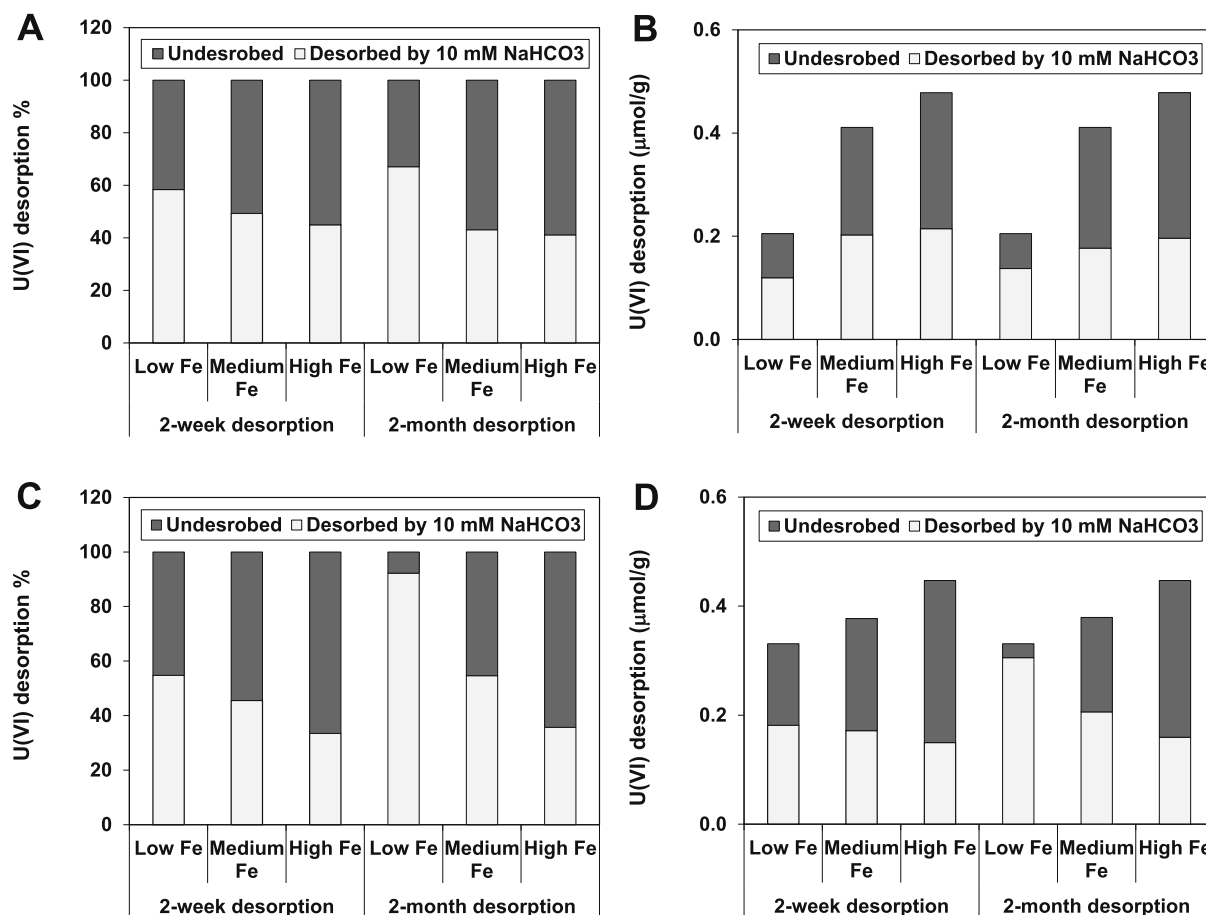 A
U(VI) desorption %
120
100
80
60
40
20
0
Undesrobed Desorbed by 10 mM NaHCO3
Low Fe Medium Fe High Fe Low Fe Medium Fe High Fe
2-week desorption 2-month desorption
B
U(VI) desorption (μmol/g)
0.6
0.4
0.2
0.0
Undesrobed Desorbed by 10 mM NaHCO3
Low Fe Medium Fe High Fe Low Fe Medium Fe High Fe
2-week desorption 2-month desorption
C
U(VI) desorption %
120
100
80
60
40
20
0
Undesrobed Desorbed by 10 mM NaHCO3
Low Fe Medium Fe High Fe Low Fe Medium Fe High Fe
2-week desorption 2-month desorption
D
U(VI) desorption (μmol/g)
0.6
0.4
0.2
0.0
Undesrobed Desorbed by 10 mM NaHCO3
Low Fe Medium Fe High Fe Low Fe Medium Fe High Fe
2-week desorption 2-month desorption